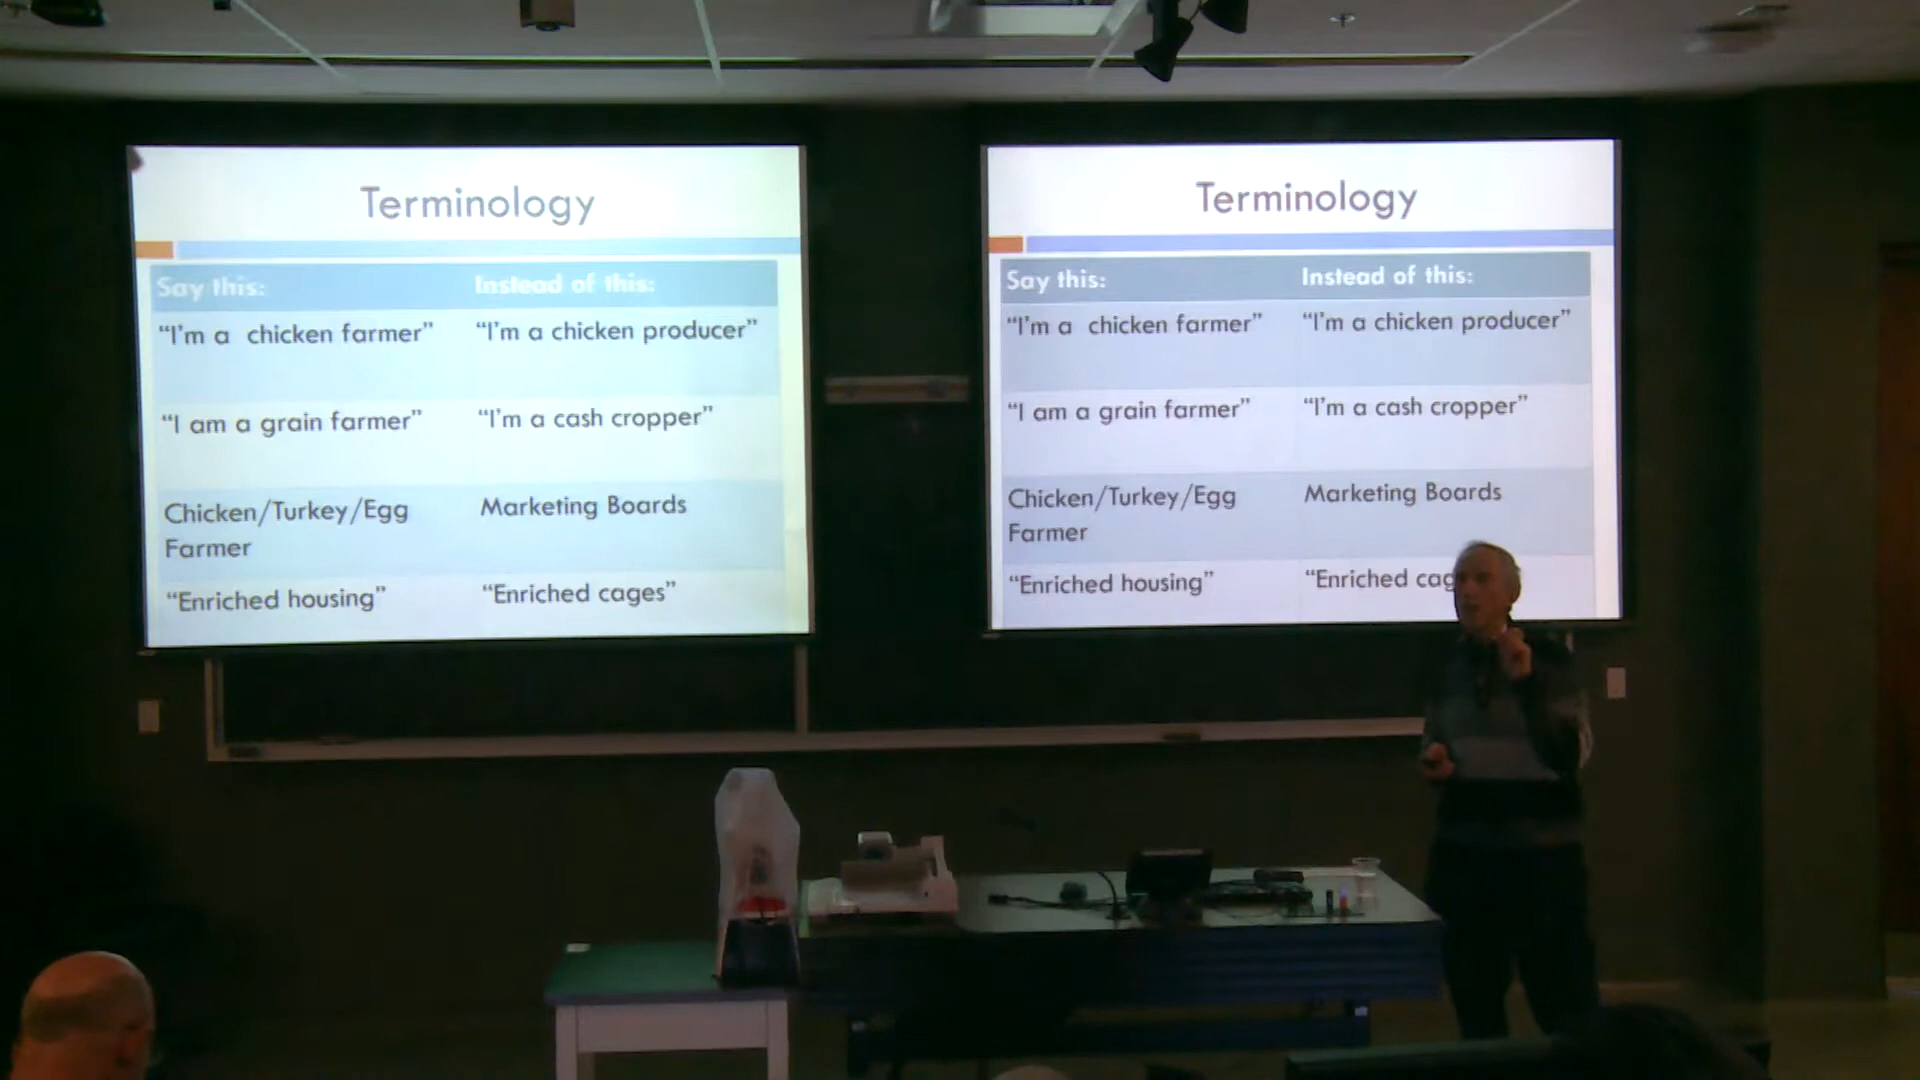 Terminology
Say this: Instead of this:
“I’m a chicken farmer” “I’m a chicken producer”
“I am a grain farmer” “I’m a cash cropper”
Chicken/Turkey/Egg Marketing Boards
Farmer
“Enriched housing” “Enriched cages”
Terminology
Say this: Instead of this:
“I’m a chicken farmer” “I’m a chicken producer”
“I am a grain farmer” “I’m a cash cropper”
Chicken/Turkey/Egg Marketing Boards
Farmer
“Enriched housing” “Enriched cag